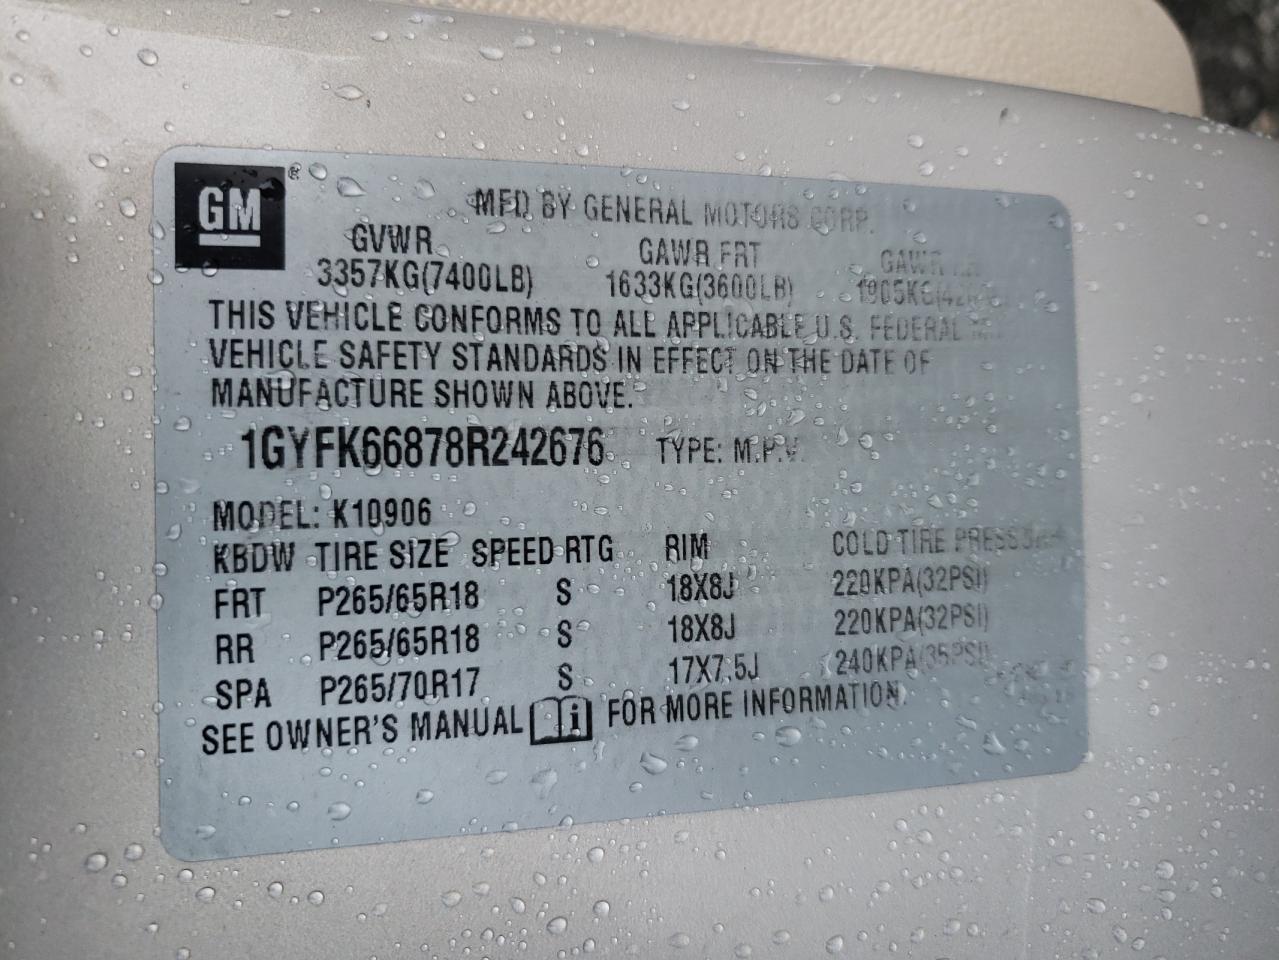 GM®
MFD BY GENERAL MOTORS CORP.
GVWR GAWR FRT GAWR
3357KG(7400LB) 1633KG(3600LB) 1905KG
THIS VEHICLE CONFORMS TO ALL APPLICABLE U.S. FEDERAL
VEHICLE SAFETY STANDARDS IN EFFECT ON THE DATE OF
MANUFACTURE SHOWN ABOVE.
1GYFK66878R242676 TYPE: M.P.V.
MODEL: K10906
KBDW TIRE SIZE SPEED RTG RIM COLD TIRE PRESSURE
FRT P265/65R18 S 18X8J 220KPA(32PSI)
RR P265/65R18 S 18X8J 220KPA(32PSI)
SPA P265/70R17 S 17X7.5J 240KPA(35PSI)
SEE OWNER'S MANUAL i FOR MORE INFORMATION.